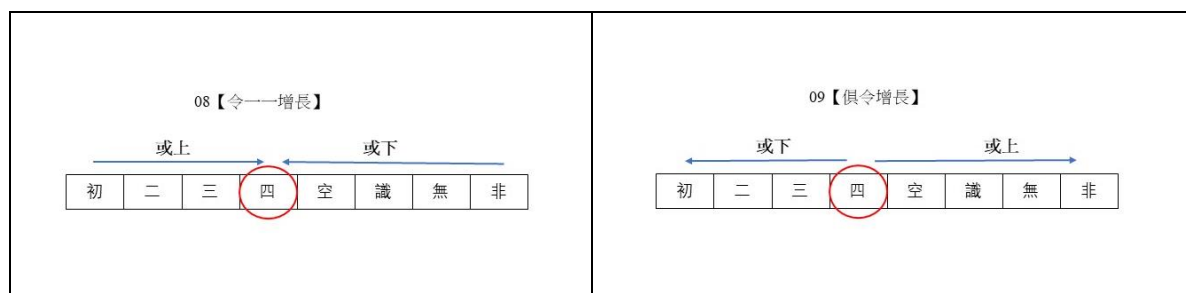 08【令一一增長】
或上 或下
初 二 三 四 空 識 無 非
09【俱令增長】
或下 或上
初 二 三 四 空 識 無 非